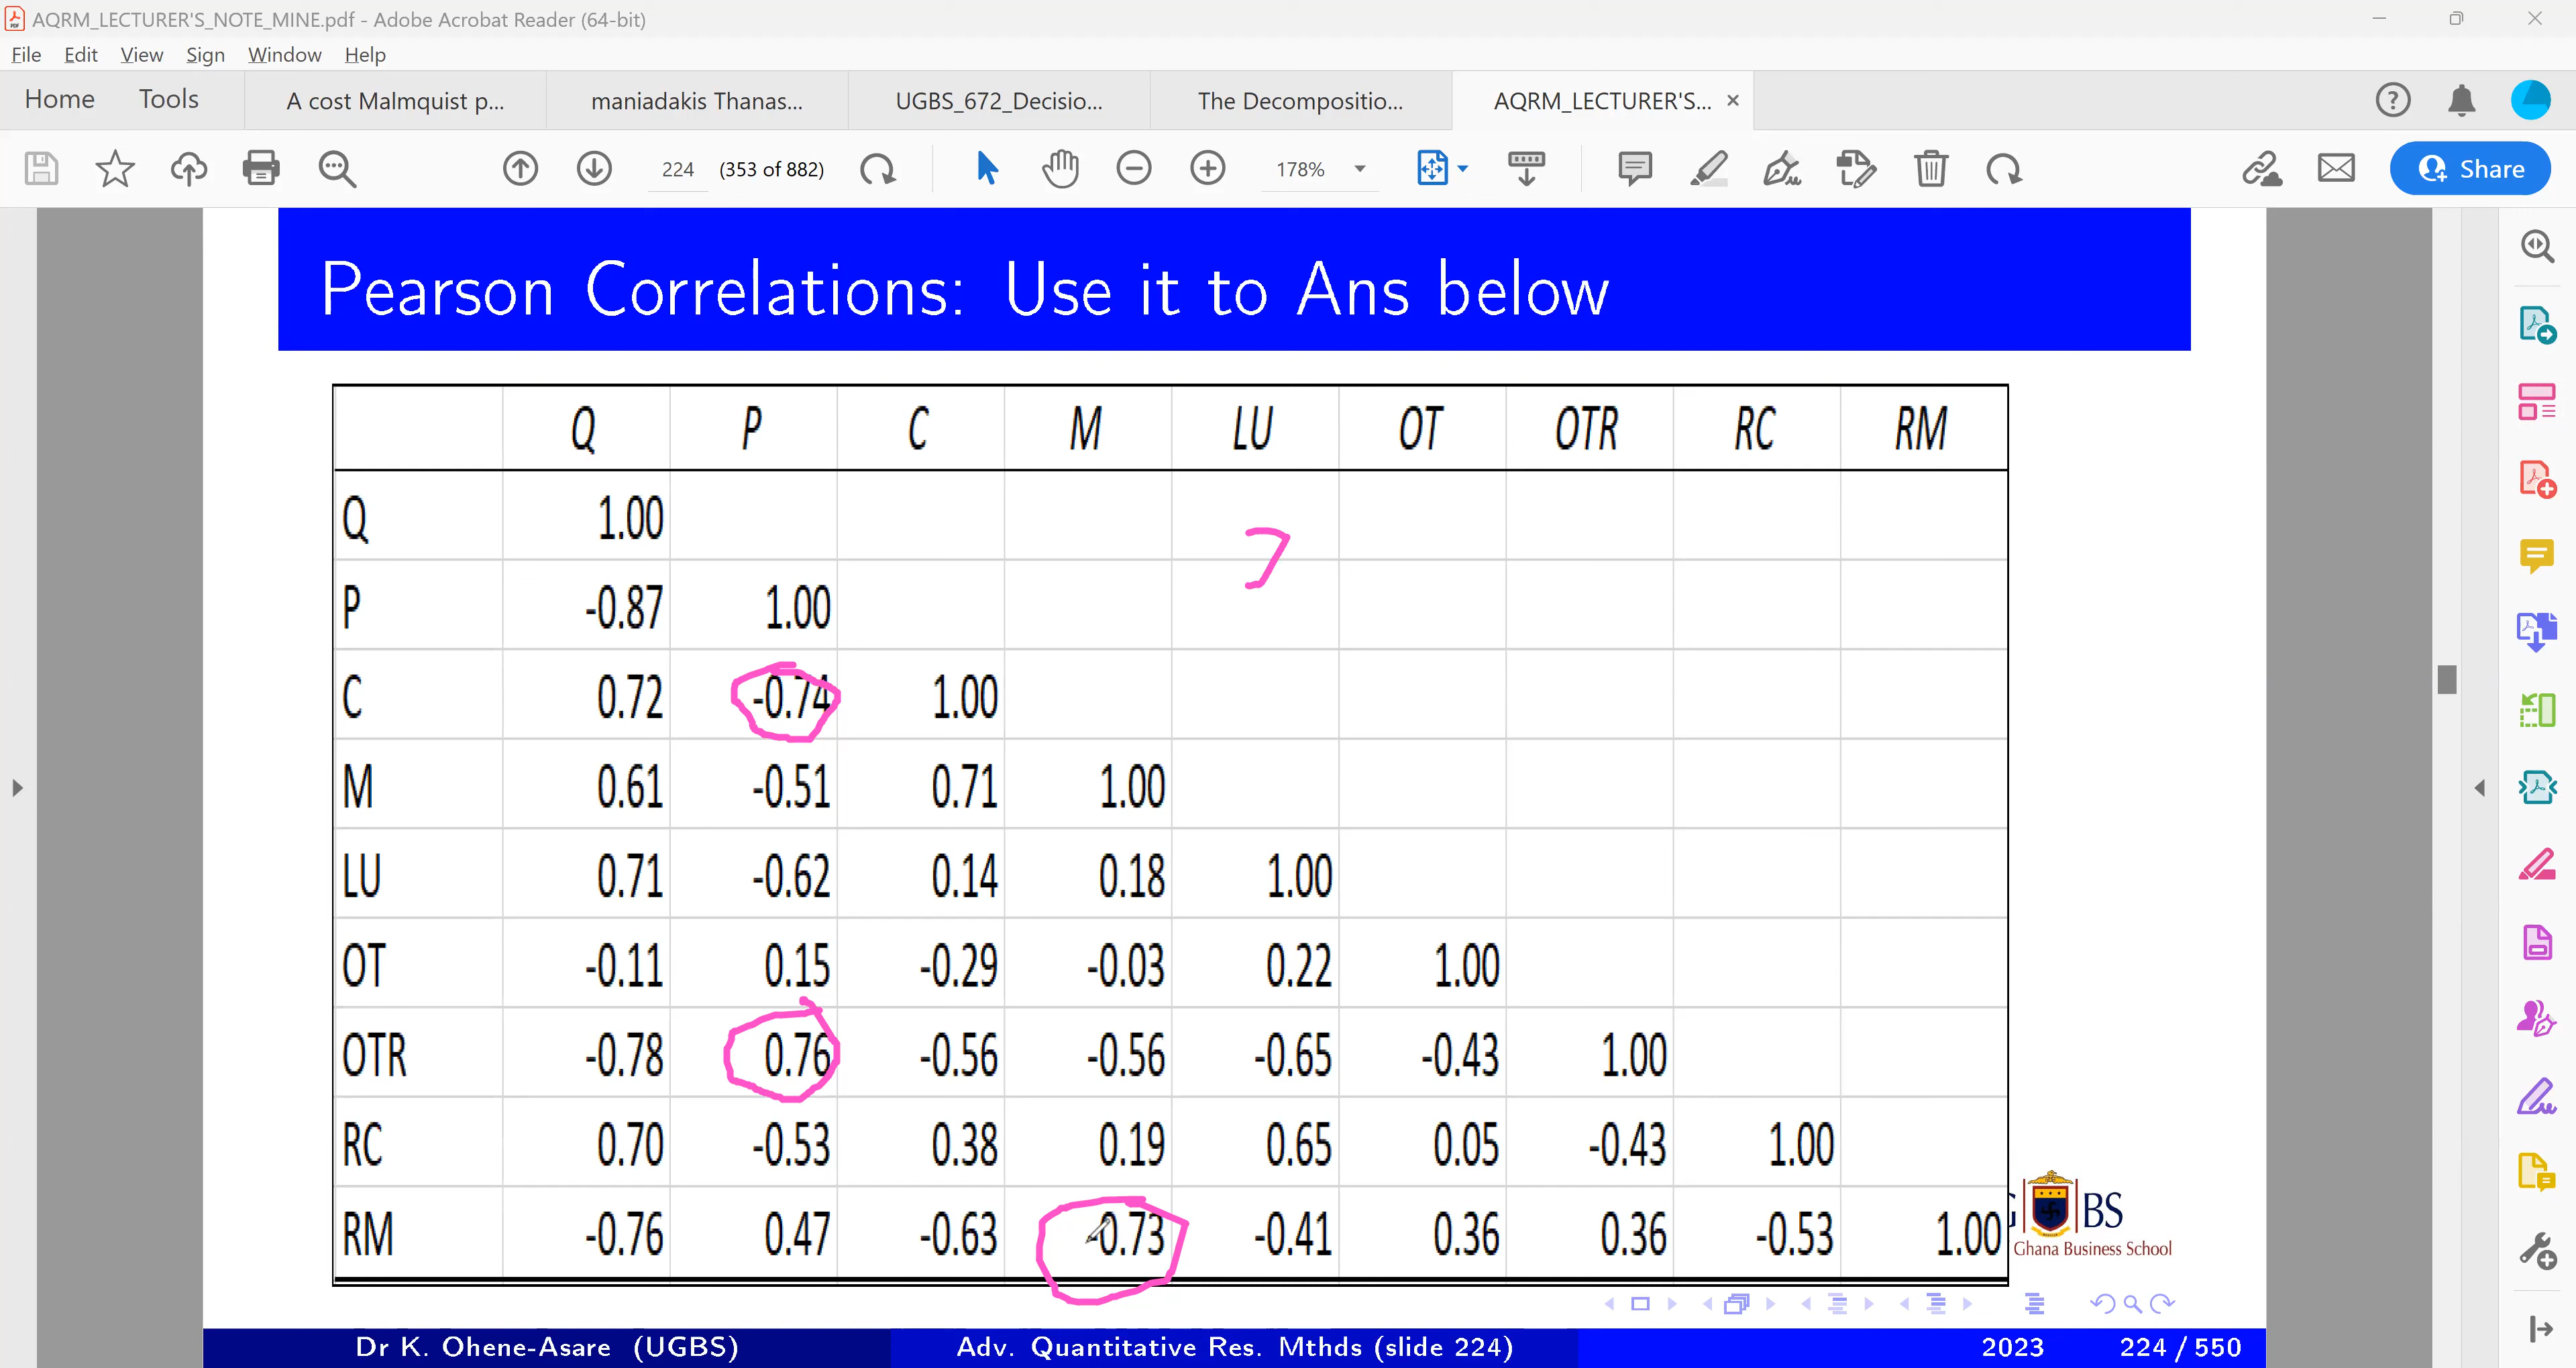 AQRM_LECTURER'S_NOTE_MINE.pdf - Adobe Acrobat Reader (64-bit)
File Edit View Sign Window Help
Home Tools A cost Malmquist p... maniadakis Thanas... UGBS_672_Decisio... The Decompositio... AQRM_LECTURER'S... ×
224 (353 of 882) 178% Share
Pearson Correlations: Use it to Ans below
Q P C M LU OT OTR RC RM
Q 1.00
P -0.87 1.00
C 0.72 -0.74 1.00
M 0.61 -0.51 0.71 1.00
LU 0.71 -0.62 0.14 0.18 1.00
OT -0.11 0.15 -0.29 -0.03 0.22 1.00
OTR -0.78 0.76 -0.56 -0.56 -0.65 -0.43 1.00
RC 0.70 -0.53 0.38 0.19 0.65 0.05 -0.43 1.00
RM -0.76 0.47 -0.63 -0.73 -0.41 0.36 0.36 -0.53 1.00
BS
Ghana Business School
Dr K. Ohene-Asare (UGBS) Adv. Quantitative Res. Mthds (slide 224) 2023 224 / 550